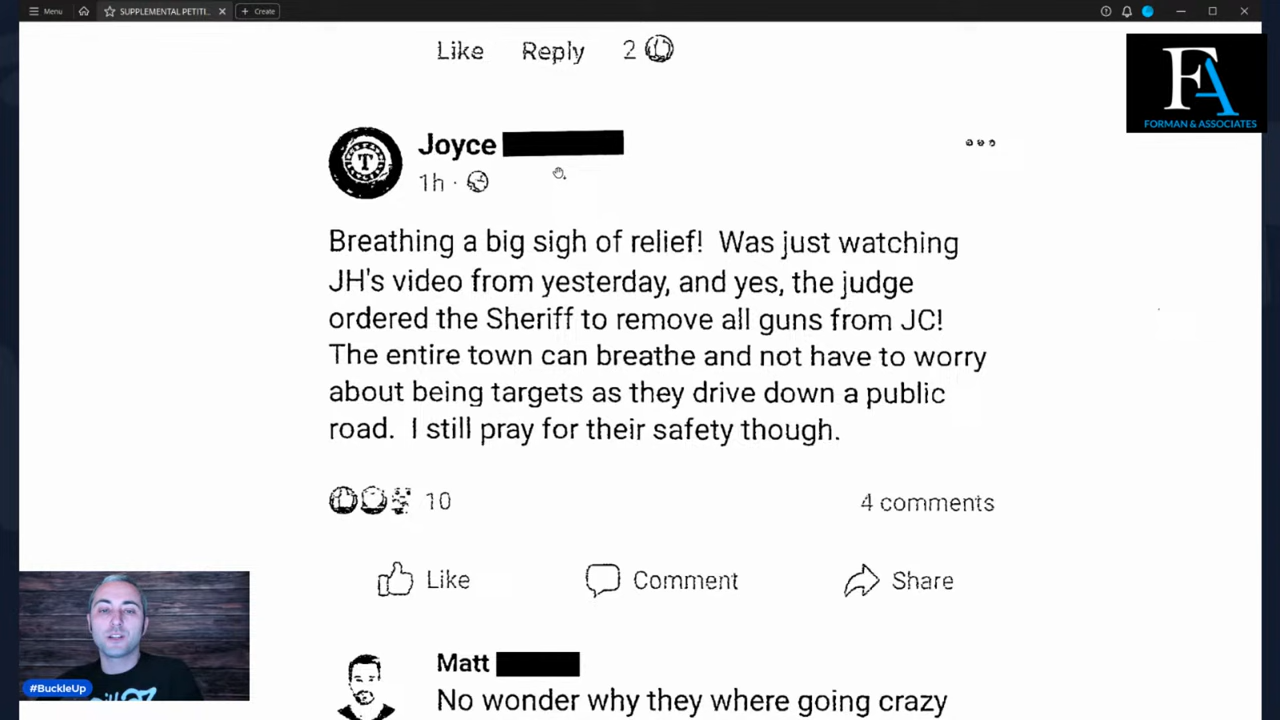 Menu
SUPPLEMENTAL PETITI...
Create
Like Reply 2
FA
FORMAN & ASSOCIATES
Joyce
1h ·
T
Breathing a big sigh of relief! Was just watching
JH's video from yesterday, and yes, the judge
ordered the Sheriff to remove all guns from JC!
The entire town can breathe and not have to worry
about being targets as they drive down a public
road. I still pray for their safety though.
10 4 comments
Like Comment Share
Matt
No wonder why they where going crazy
#BuckleUp